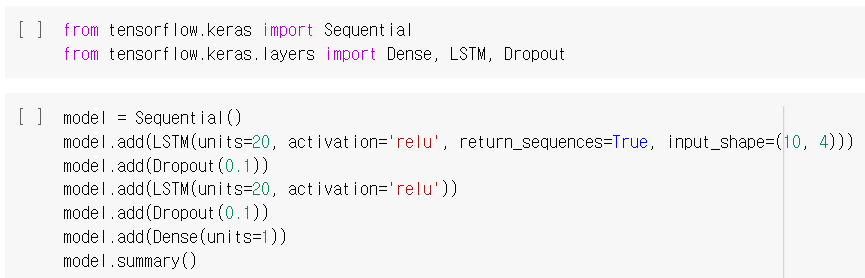 [ ] from tensorflow.keras import Sequential
from tensorflow.keras.layers import Dense, LSTM, Dropout
[ ] model = Sequential()
model.add(LSTM(units=20, activation='relu', return_sequences=True, input_shape=(10, 4)))
model.add(Dropout(0.1))
model.add(LSTM(units=20, activation='relu'))
model.add(Dropout(0.1))
model.add(Dense(units=1))
model.summary()